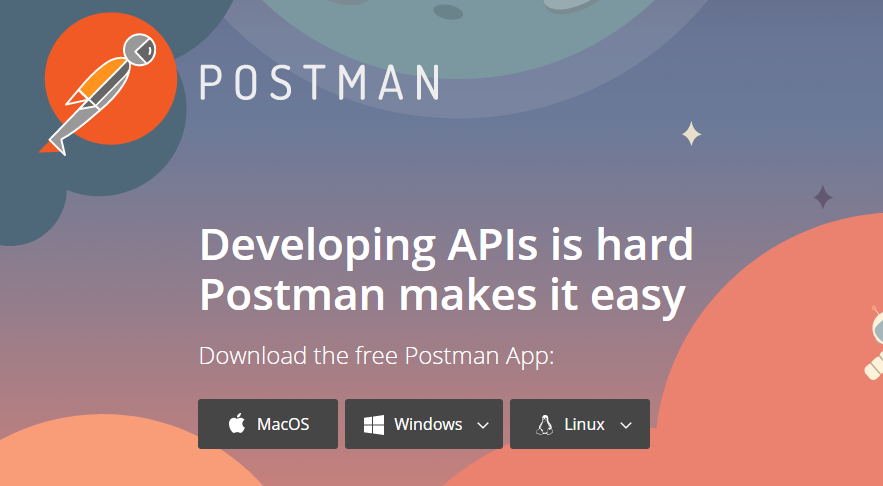 POSTMAN
Developing APIs is hard
Postman makes it easy
Download the free Postman App:
MacOS
Windows
Linux